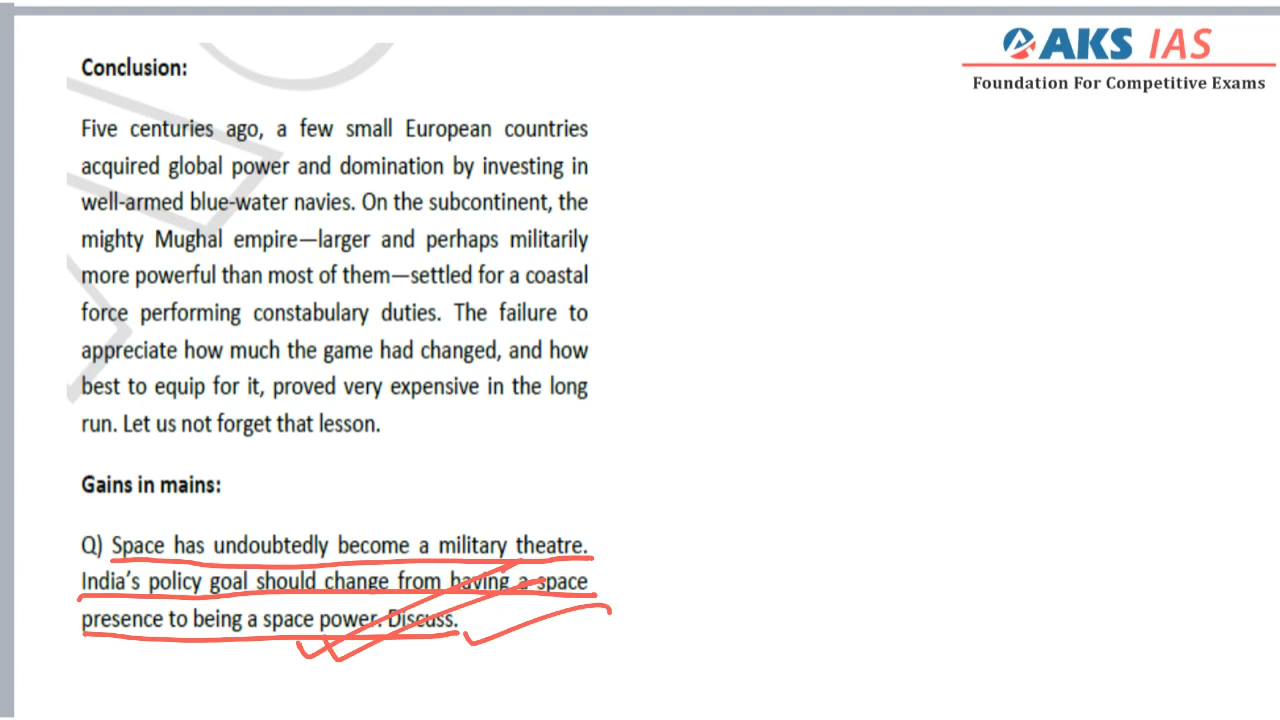 AKS IAS
Foundation For Competitive Exams
Conclusion:
Five centuries ago, a few small European countries
acquired global power and domination by investing in
well-armed blue-water navies. On the subcontinent, the
mighty Mughal empire—larger and perhaps militarily
more powerful than most of them—settled for a coastal
force performing constabulary duties. The failure to
appreciate how much the game had changed, and how
best to equip for it, proved very expensive in the long
run. Let us not forget that lesson.
Gains in mains:
Q) Space has undoubtedly become a military theatre.
India's policy goal should change from having a space
presence to being a space power. Discuss.